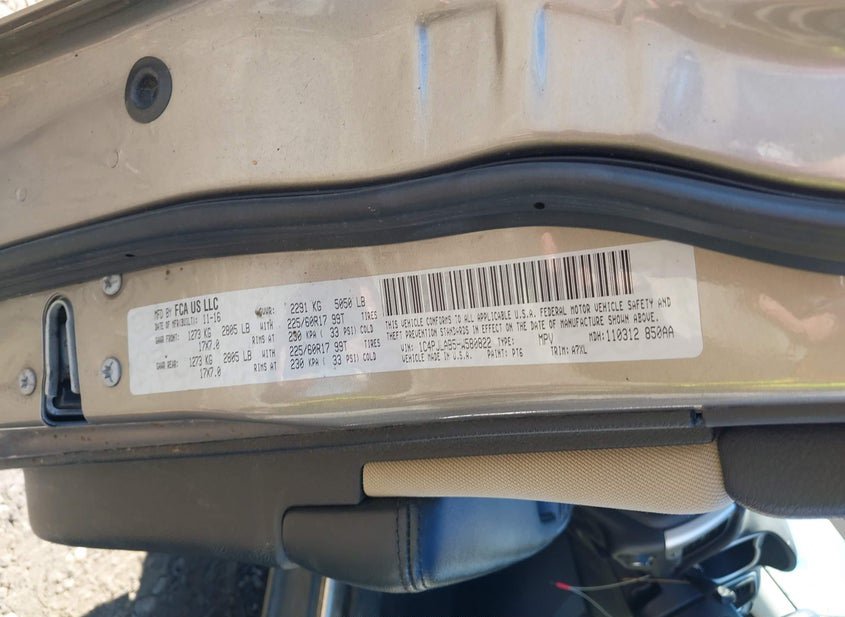 MFD BY FCA US LLC
DATE OF MFR(BUILT): 11-16 GVWR: 2291 KG 5050 LB
GAWR FRONT: 1273 KG 2805 LB WITH 225/60R17 99T TIRES
17X7.0 RIMS AT 230 KPA ( 33 PSI) COLD
GAWR REAR: 1273 KG 2805 LB WITH 225/60R17 99T TIRES
17X7.0 RIMS AT 230 KPA ( 33 PSI) COLD
THIS VEHICLE CONFORMS TO ALL APPLICABLE U.S.A. FEDERAL MOTOR VEHICLE SAFETY AND
THEFT PREVENTION STANDARDS IN EFFECT ON THE DATE OF MANUFACTURE SHOWN ABOVE.
VIN: TYPE: MPV MDH:110312 850AA
MADE IN U.S.A. PAINT: PTG TRIM: A7XL